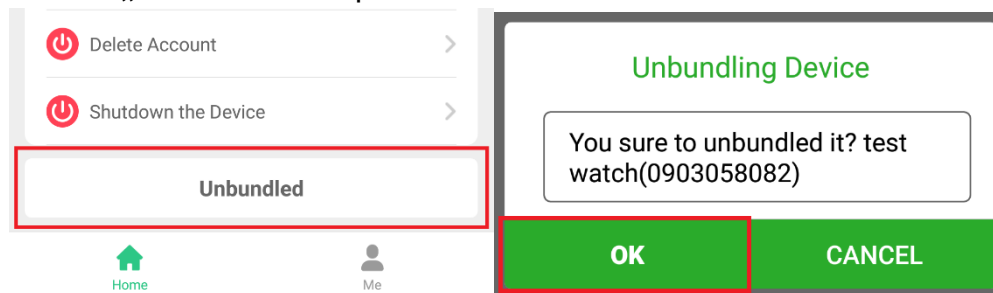 Delete Account
Shutdown the Device
Unbundled
Home
Me
Unbundling Device
You sure to unbundled it? test
watch(0903058082)
OK
CANCEL